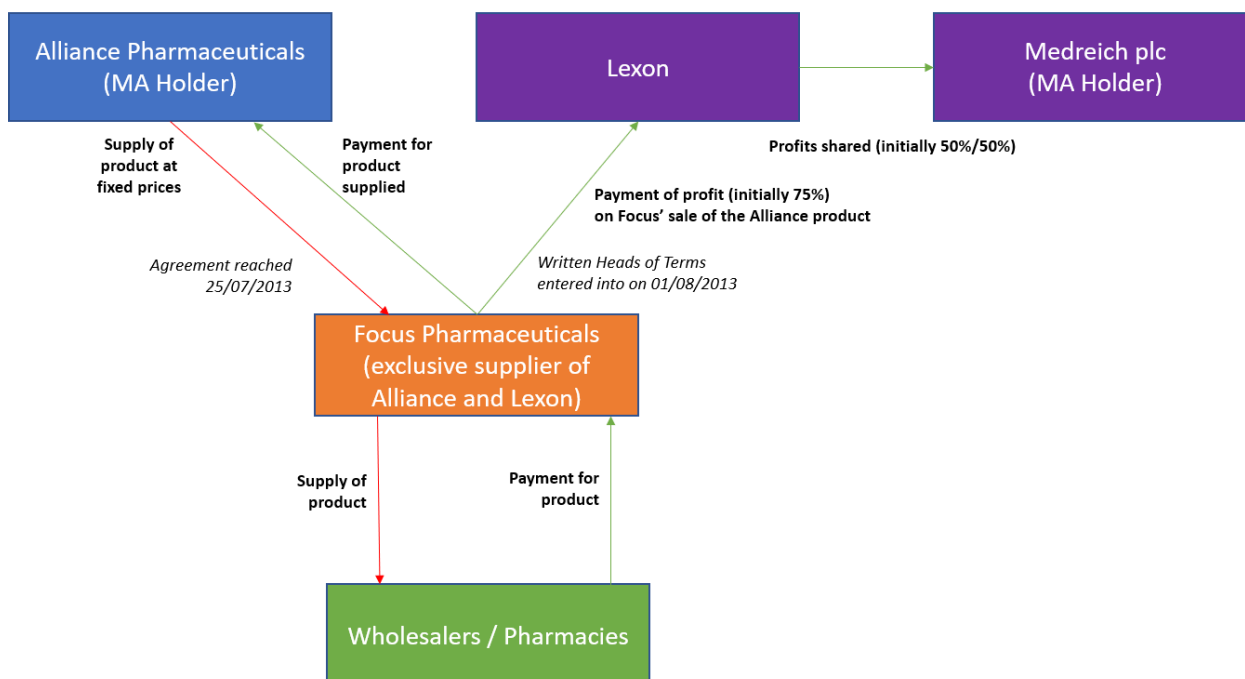 Alliance Pharmaceuticals
(MA Holder)
Lexon
Medreich plc
(MA Holder)
Supply of
product at
fixed prices
Payment for
product
supplied
Profits shared (initially 50%/50%)
Payment of profit (initially 75%)
on Focus' sale of the Alliance product
Agreement reached
25/07/2013
Written Heads of Terms
entered into on 01/08/2013
Focus Pharmaceuticals
(exclusive supplier of
Alliance and Lexon)
Supply of
product
Payment for
product
Wholesalers / Pharmacies